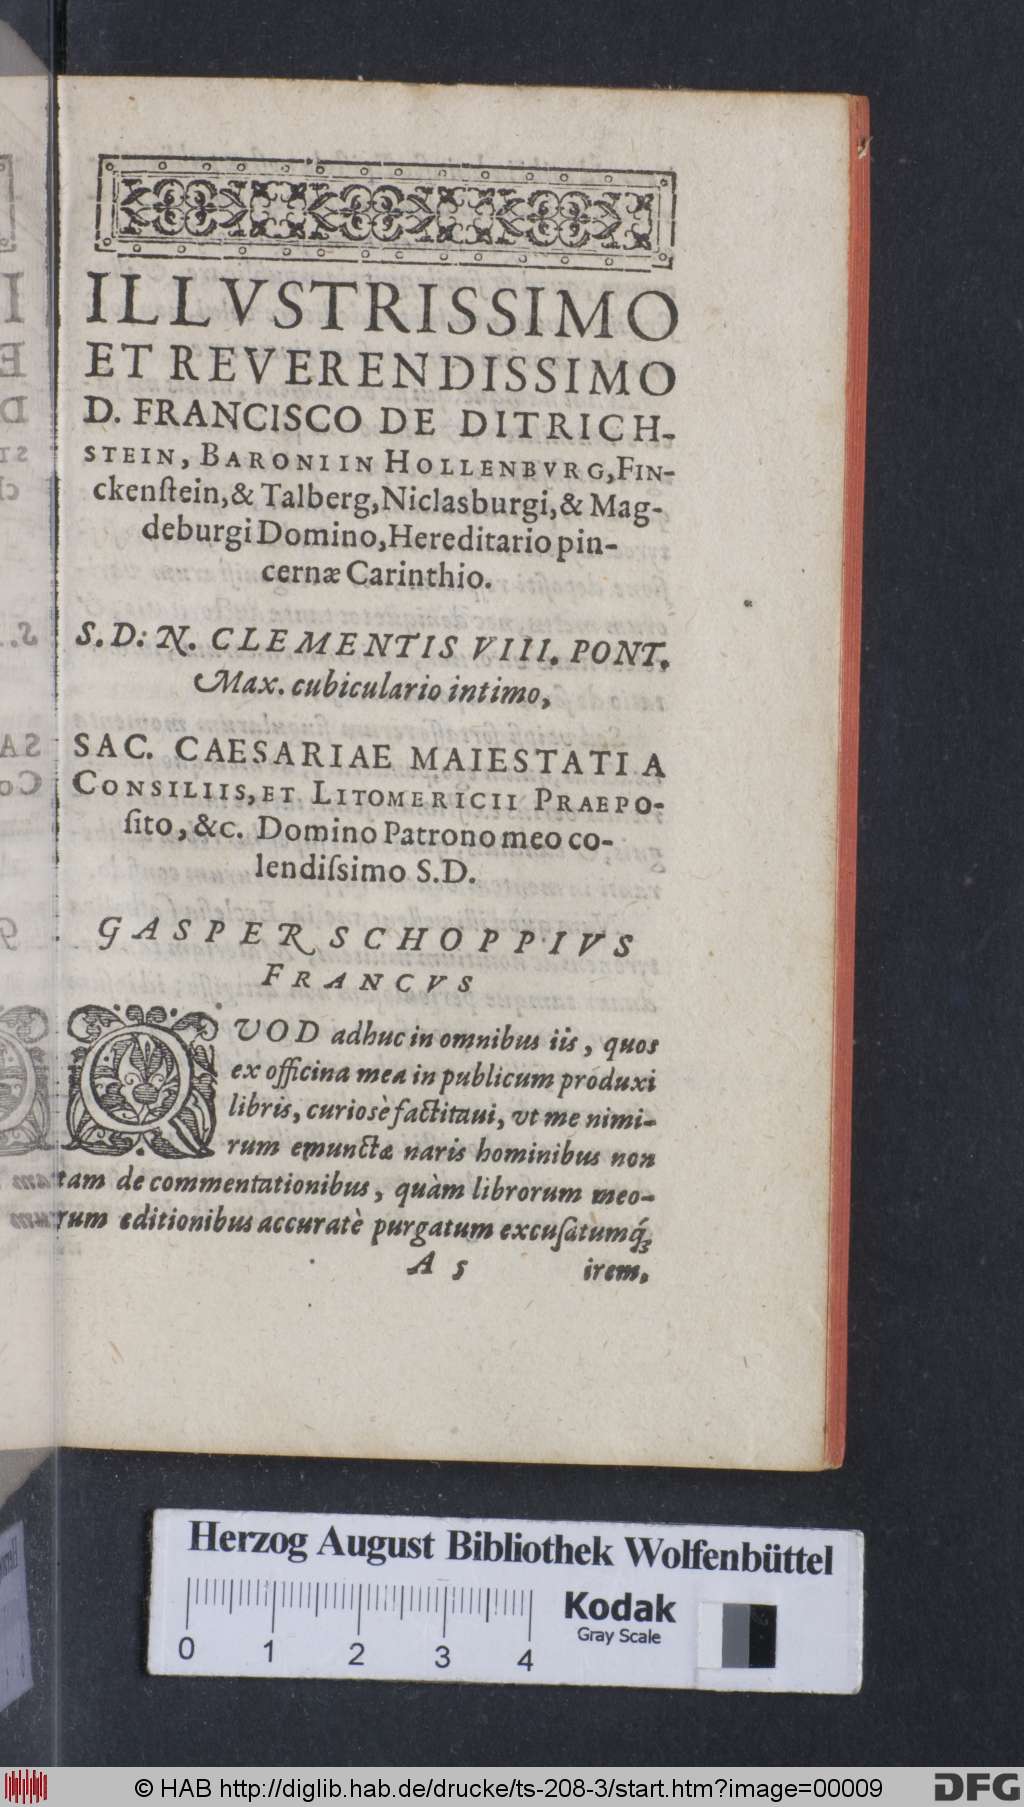 ILLVSTRISSIMO
ET REVERENDISSIMO
D. FRANCISCO DE DITRICH-
STEIN, BARONI IN HOLLENBVRG, FIN-
ckenſtein, & Talberg, Niclasburgi, & Mag-
deburgi Domino, Hereditario pin-
cernæ Carinthio.
S. D: N. CLEMENTIS VIII. PONT.
Max. cubiculario intimo,
SAC. CAESARIAE MAIESTATI A
CONSILIIS, ET LITOMERICII PRAEPO-
ſito, &c. Domino Patrono meo co-
lendiſsimo S.D.
GASPER SCHOPPIVS
FRANCVS
QVOD adhuc in omnibus iis, quos
ex officina mea in publicum produxi
libris, curiosè factitaui, vt me nimi-
rum emunctæ naris hominibus non
tam de commentationibus, quàm librorum meo-
rum editionibus accuratè purgatum excuſatumq́;
A 5 irem.
Herzog August Bibliothek Wolfenbüttel
Kodak
Gray Scale
0 1 2 3 4
© HAB http://diglib.hab.de/drucke/ts-208-3/start.htm?image=00009
DFG